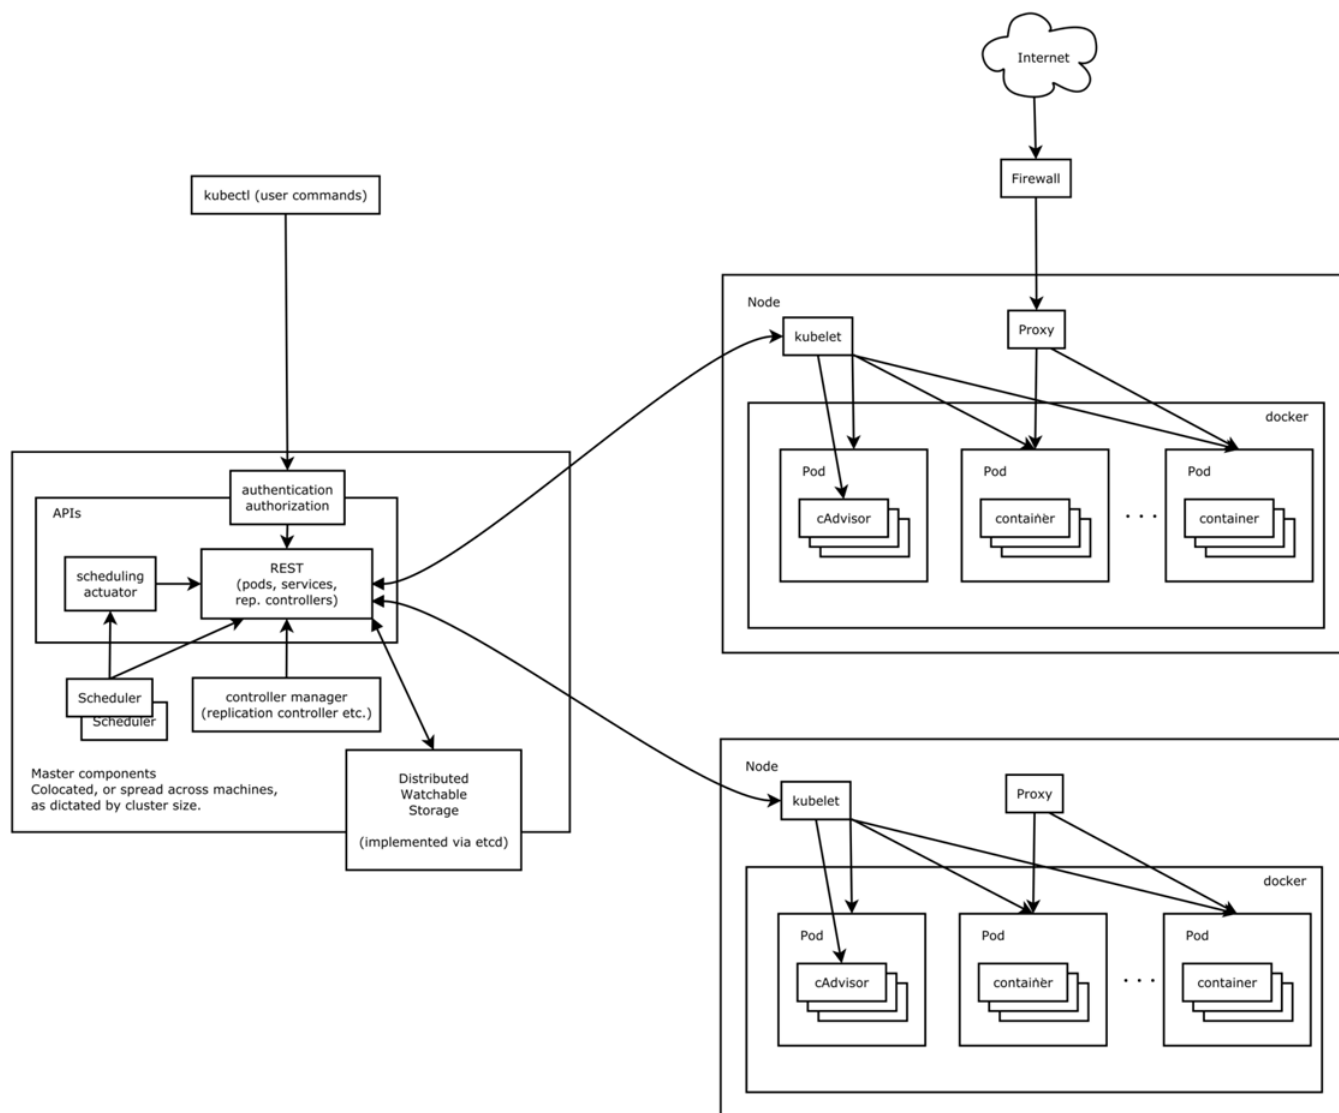 Internet
Firewall
kubectl (user commands)
Node
kubelet
Proxy
docker
Pod
cAdvisor
Pod
container
. . .
Pod
container
authentication
authorization
APIs
REST
(pods, services,
rep. controllers)
scheduling
actuator
Scheduler
Scheduler
controller manager
(replication controller etc.)
Master components
Colocated, or spread across machines,
as dictated by cluster size.
Distributed
Watchable
Storage
(implemented via etcd)
Node
kubelet
Proxy
docker
Pod
cAdvisor
Pod
container
. . .
Pod
container